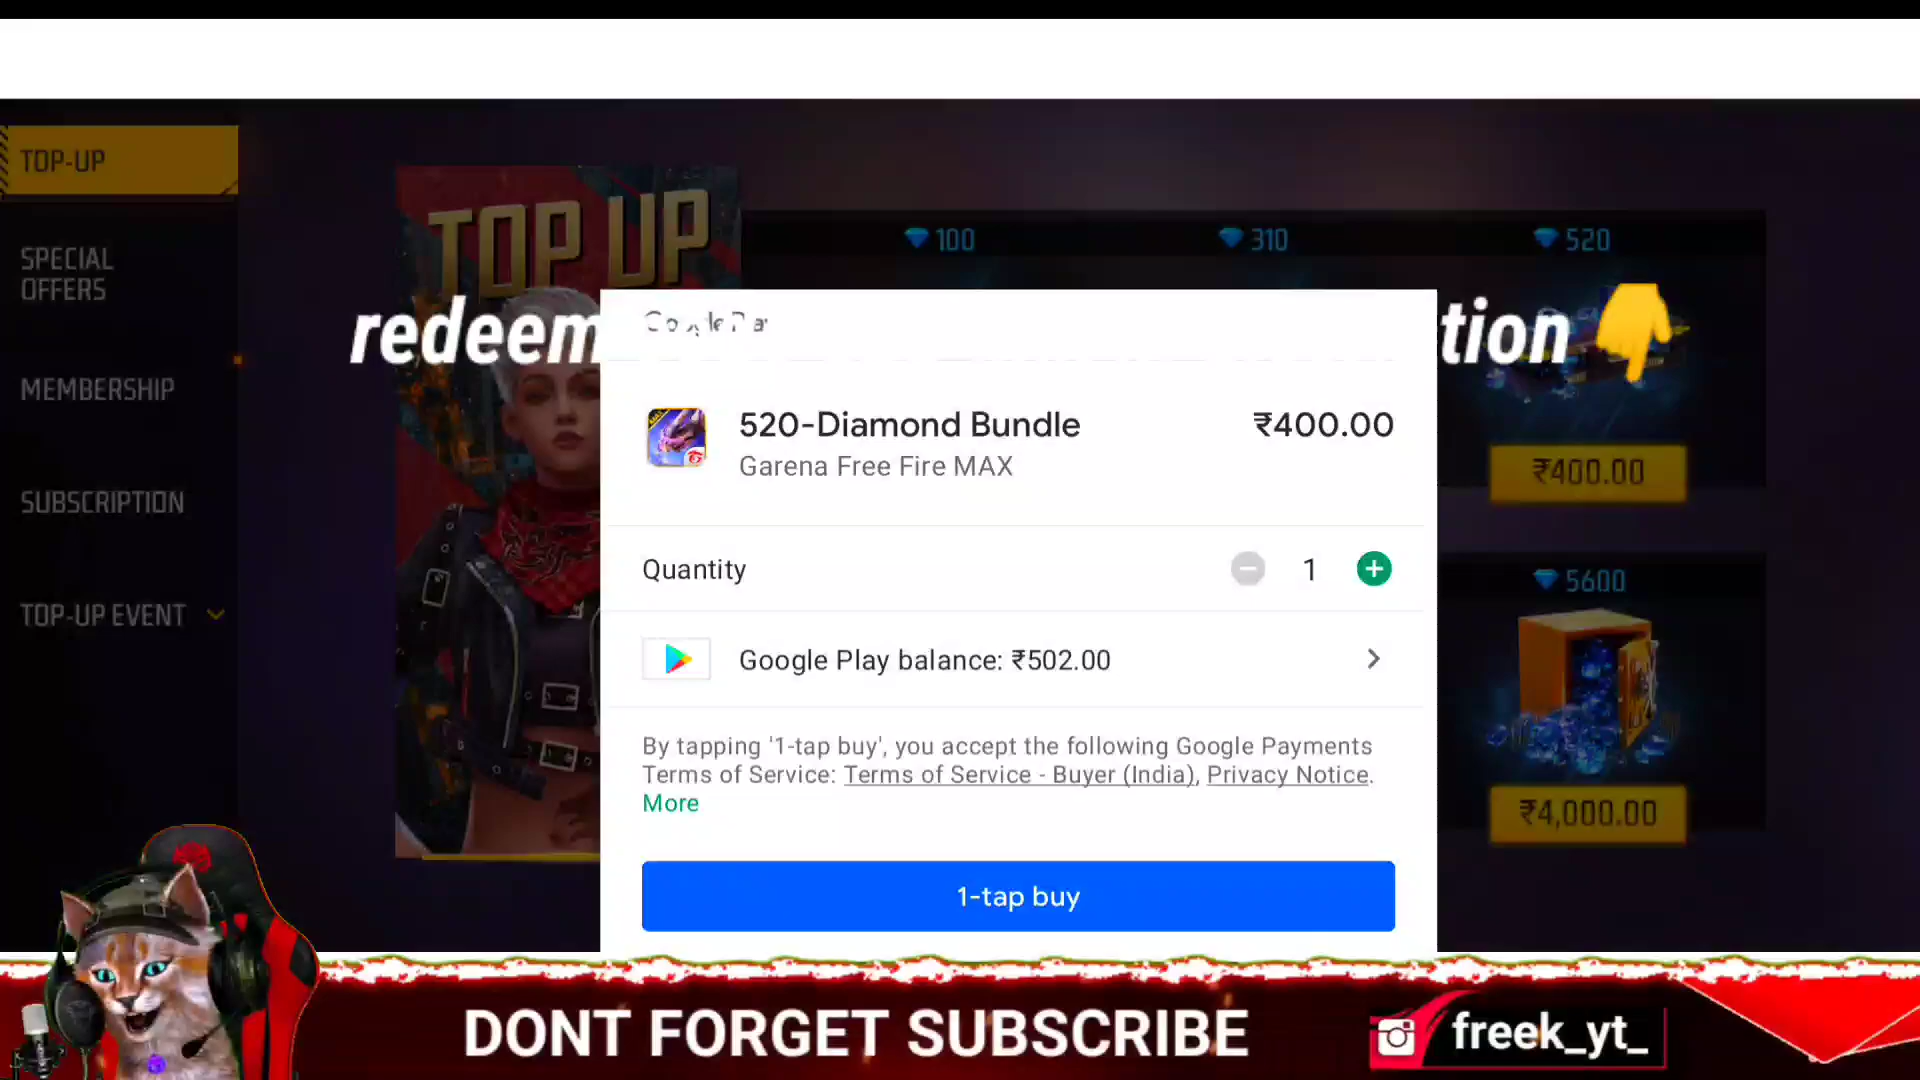 TOP-UP
SPECIAL
OFFERS
MEMBERSHIP
SUBSCRIPTION
TOP-UP EVENT
TOP UP
100
310
520
redeem
tion 👇
520-Diamond Bundle
₹400.00
Garena Free Fire MAX
Quantity
1
Google Play balance: ₹502.00
By tapping '1-tap buy', you accept the following Google Payments
Terms of Service: Terms of Service - Buyer (India), Privacy Notice.
More
1-tap buy
₹400.00
5600
₹4,000.00
DONT FORGET SUBSCRIBE
freek_yt_